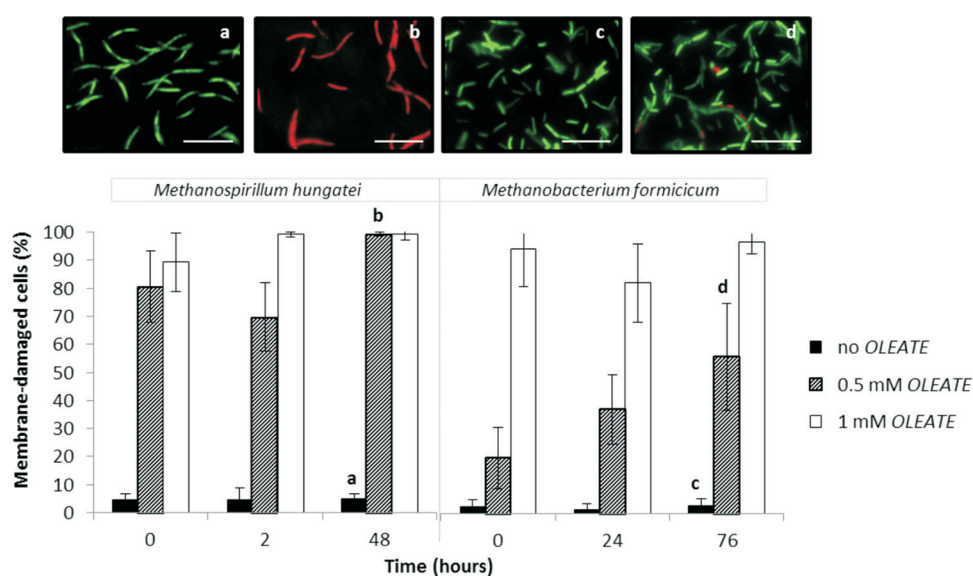 a b c d
Methanospirillum hungatei Methanobacterium formicicum
Membrane-damaged cells (%)
100
90
80
70
60
50
40
30
20
10
0
b
a
d
c
0 2 48 0 24 76
Time (hours)
no OLEATE
0.5 mM OLEATE
1 mM OLEATE